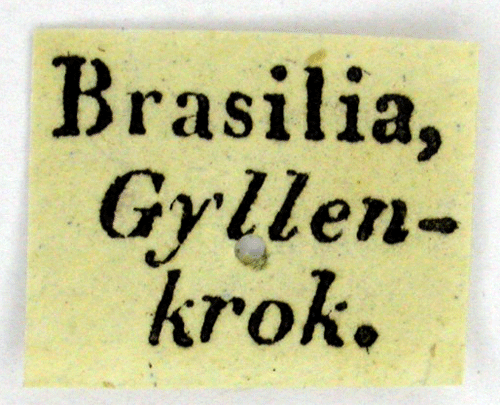 Brasilia,
Gyllen-
krok.